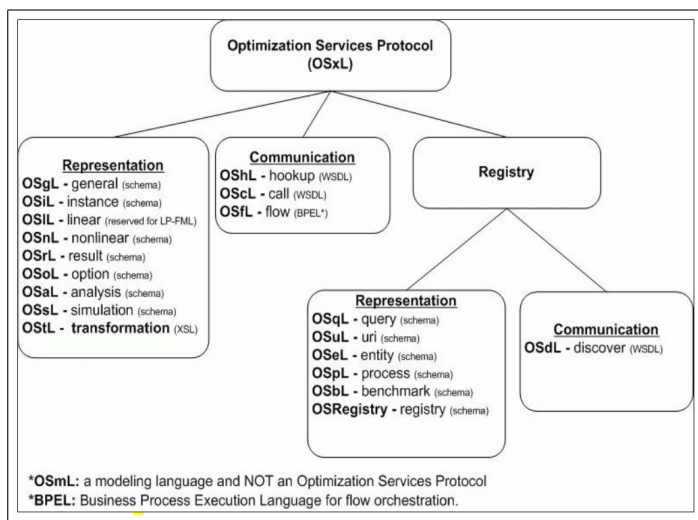 Optimization Services Protocol
(OSxL)
Representation
OSgL - general (schema)
OSiL - instance (schema)
OSlL - linear (reserved for LP-FML)
OSnL - nonlinear (schema)
OSrL - result (schema)
OSoL - option (schema)
OSaL - analysis (schema)
OSsL - simulation (schema)
OStL - transformation (XSL)
Communication
OShL - hookup (WSDL)
OScL - call (WSDL)
OSfL - flow (BPEL*)
Registry
Representation
OSqL - query (schema)
OSuL - uri (schema)
OSeL - entity (schema)
OSpL - process (schema)
OSbL - benchmark (schema)
OSRegistry - registry (schema)
Communication
OSdL - discover (WSDL)
*OSmL: a modeling language and NOT an Optimization Services Protocol
*BPEL: Business Process Execution Language for flow orchestration.